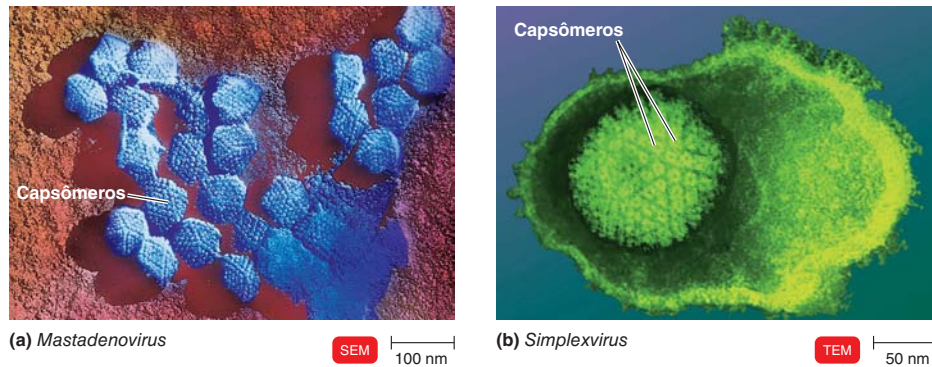 Capsômeros
Capsômeros
(a) Mastadenovirus
SEM
100 nm
(b) Simplexvirus
TEM
50 nm